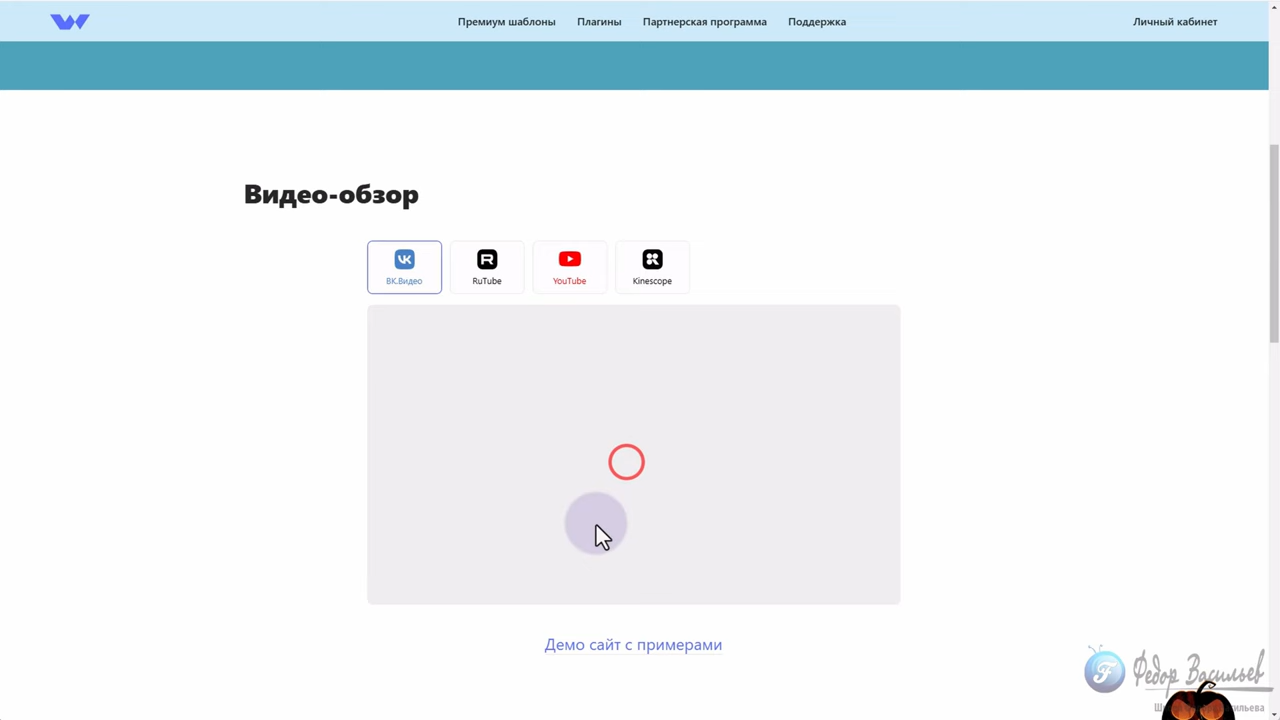 Премиум шаблоны
Плагины
Партнерская программа
Поддержка
Личный кабинет
Видео-обзор
ВК.Видео
RuTube
YouTube
Kinescope
Демо сайт с примерами
Федор Васильев